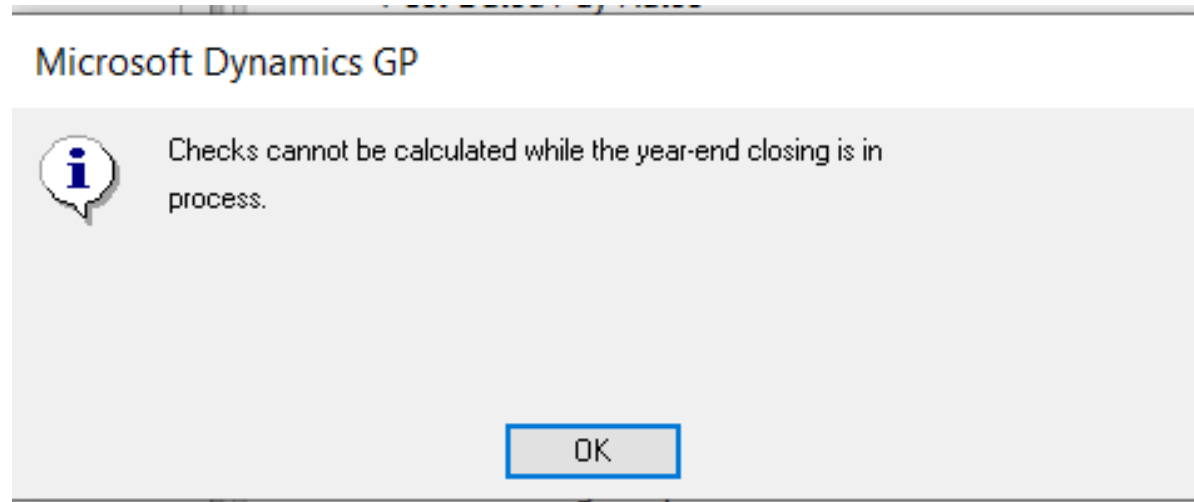 Microsoft Dynamics GP
Checks cannot be calculated while the year-end closing is in
process.
OK